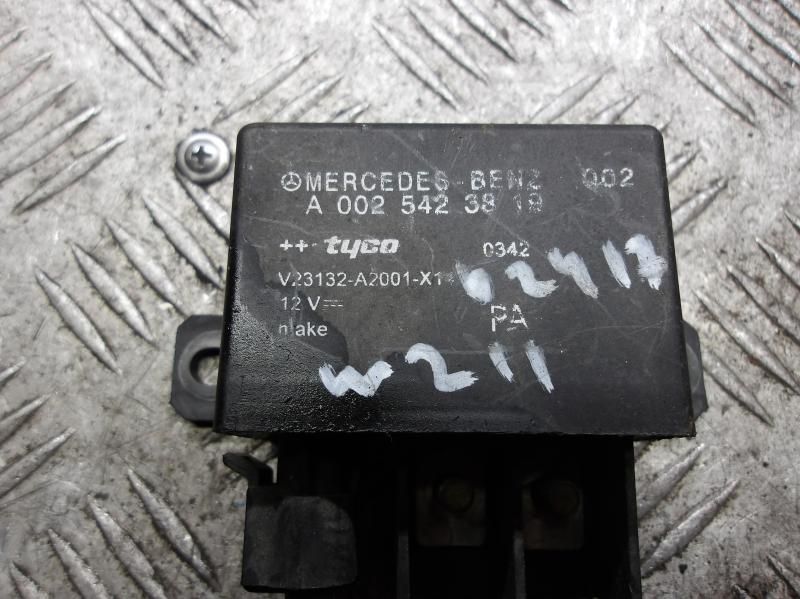 MERCEDES-BENZ 002
A 002 542 38 19
++ tyco 0342
V23132-A2001-X1
12 V
make PA
w211